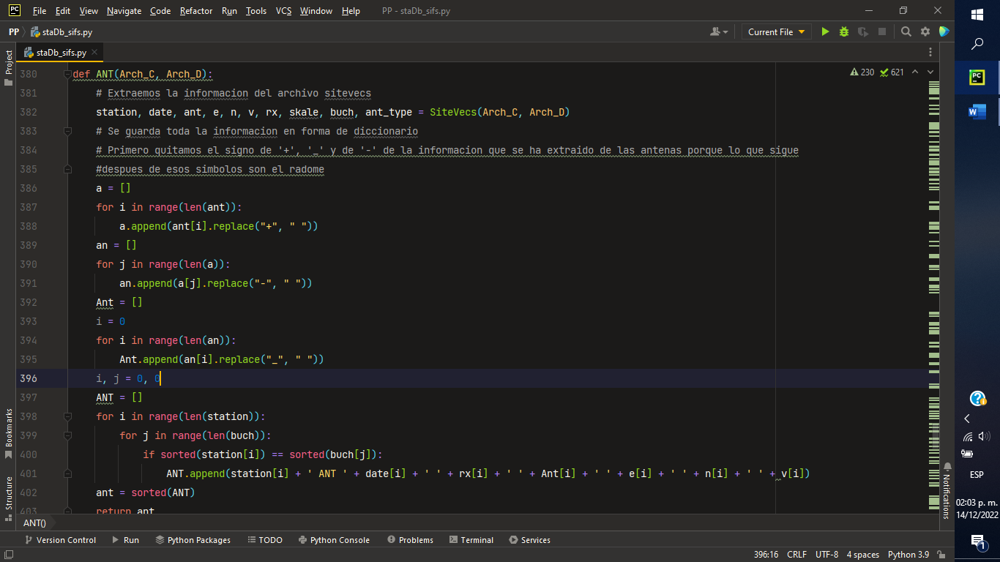 PC File Edit View Navigate Code Refactor Run Tools VCS Window Help PP - staDb_sifs.py
PP staDb_sifs.py Current File
Project staDb_sifs.py
230 621
380 def ANT(Arch_C, Arch_D):
381 # Extraemos la informacion del archivo sitevecs
382 station, date, ant, e, n, v, rx, skale, buch, ant_type = SiteVecs(Arch_C, Arch_D)
383 # Se guarda toda la informacion en forma de diccionario
384 # Primero quitamos el signo de '+', '_' y de '-' de la informacion que se ha extraido de las antenas porque lo que sigue
385 #despues de esos simbolos son el radome
386 a = []
387 for i in range(len(ant)):
388 a.append(ant[i].replace("+", " "))
389 an = []
390 for j in range(len(a)):
391 an.append(a[j].replace("-", " "))
392 Ant = []
393 i = 0
394 for i in range(len(an)):
395 Ant.append(an[i].replace("_", " "))
396 i, j = 0, 0
397 ANT = []
398 for i in range(len(station)):
399 for j in range(len(buch)):
400 if sorted(station[i]) == sorted(buch[j]):
401 ANT.append(station[i] + ' ANT ' + date[i] + ' ' + rx[i] + ' ' + Ant[i] + ' ' + e[i] + ' ' + n[i] + ' ' + v[i])
402 ant = sorted(ANT)
403 return ant
Bookmarks
Structure
Notifications
ANT()
Version Control Run Python Packages TODO Python Console Problems Terminal Services
396:16 CRLF UTF-8 4 spaces Python 3.9
PC
W
ESP
02:03 p. m.
14/12/2022
1